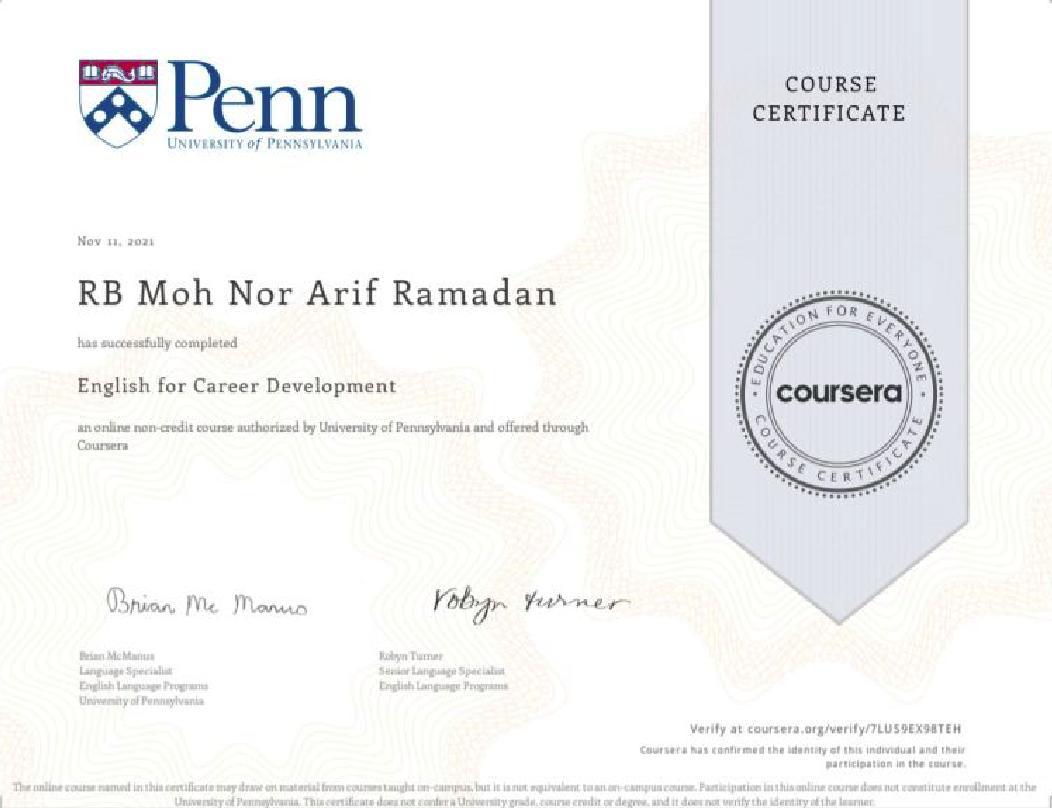 Penn
UNIVERSITY of PENNSYLVANIA
COURSE
CERTIFICATE
Nov 11, 2021
RB Moh Nor Arif Ramadan
has successfully completed
English for Career Development
an online non-credit course authorized by University of Pennsylvania and offered through
Coursera
EDUCATION FOR EVERYONE
coursera
COURSE CERTIFICATE
Brian Mc Manus
Robyn turner
Brian McManus
Language Specialist
English Language Programs
University of Pennsylvania
Robyn Turner
Senior Language Specialist
English Language Programs
Verify at coursera.org/verify/7LUS9EX98TEH
Coursera has confirmed the identity of this individual and their
participation in the course.
The online course named in this certificate may draw on material from courses taught on-campus, but it is not equivalent to an on-campus course. Participation in this online course does not constitute enrollment at the
University of Pennsylvania. This certificate does not confer a University grade, course credit or degree, and it does not verify the identity of the learner.